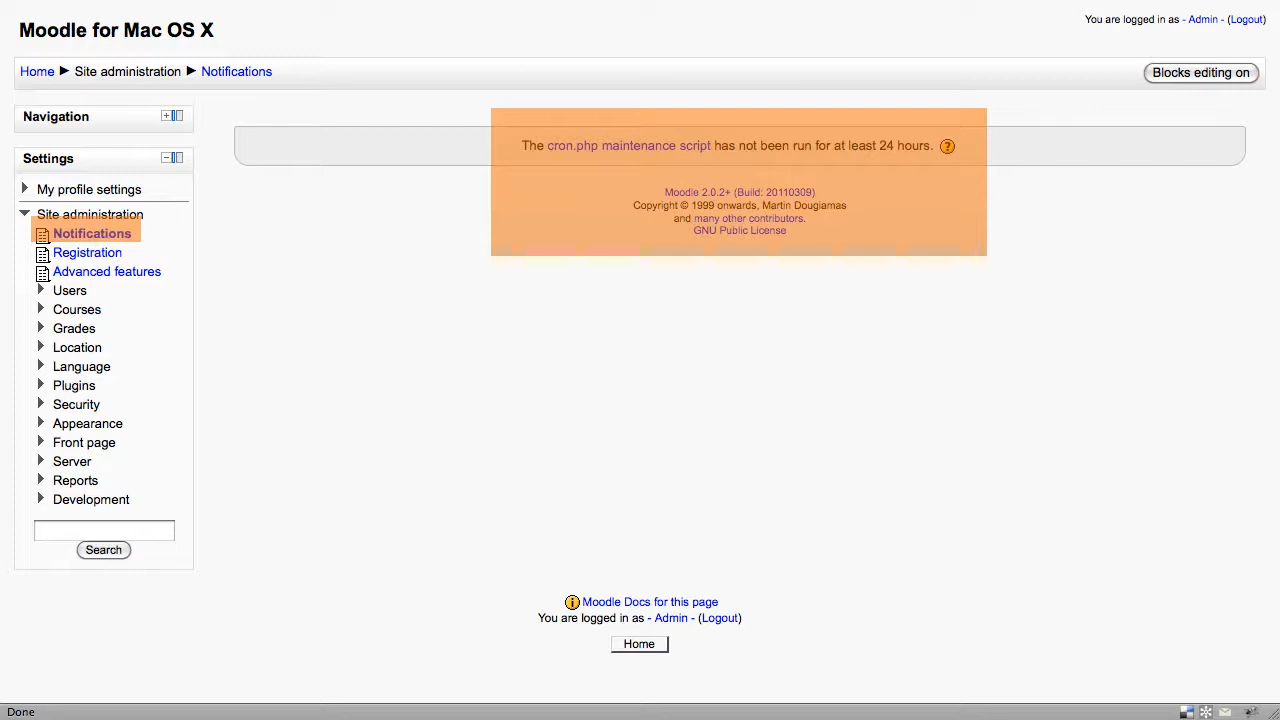 Moodle for Mac OS X
You are logged in as - Admin - (Logout)
Home ► Site administration ► Notifications
Blocks editing on
Navigation
Settings
My profile settings
Site administration
Notifications
Registration
Advanced features
Users
Courses
Grades
Location
Language
Plugins
Security
Appearance
Front page
Server
Reports
Development
Search
The cron.php maintenance script has not been run for at least 24 hours. ?
Moodle 2.0.2+ (Build: 20110309)
Copyright © 1999 onwards, Martin Dougiamas
and many other contributors.
GNU Public License
Moodle Docs for this page
You are logged in as - Admin - (Logout)
Home
Done